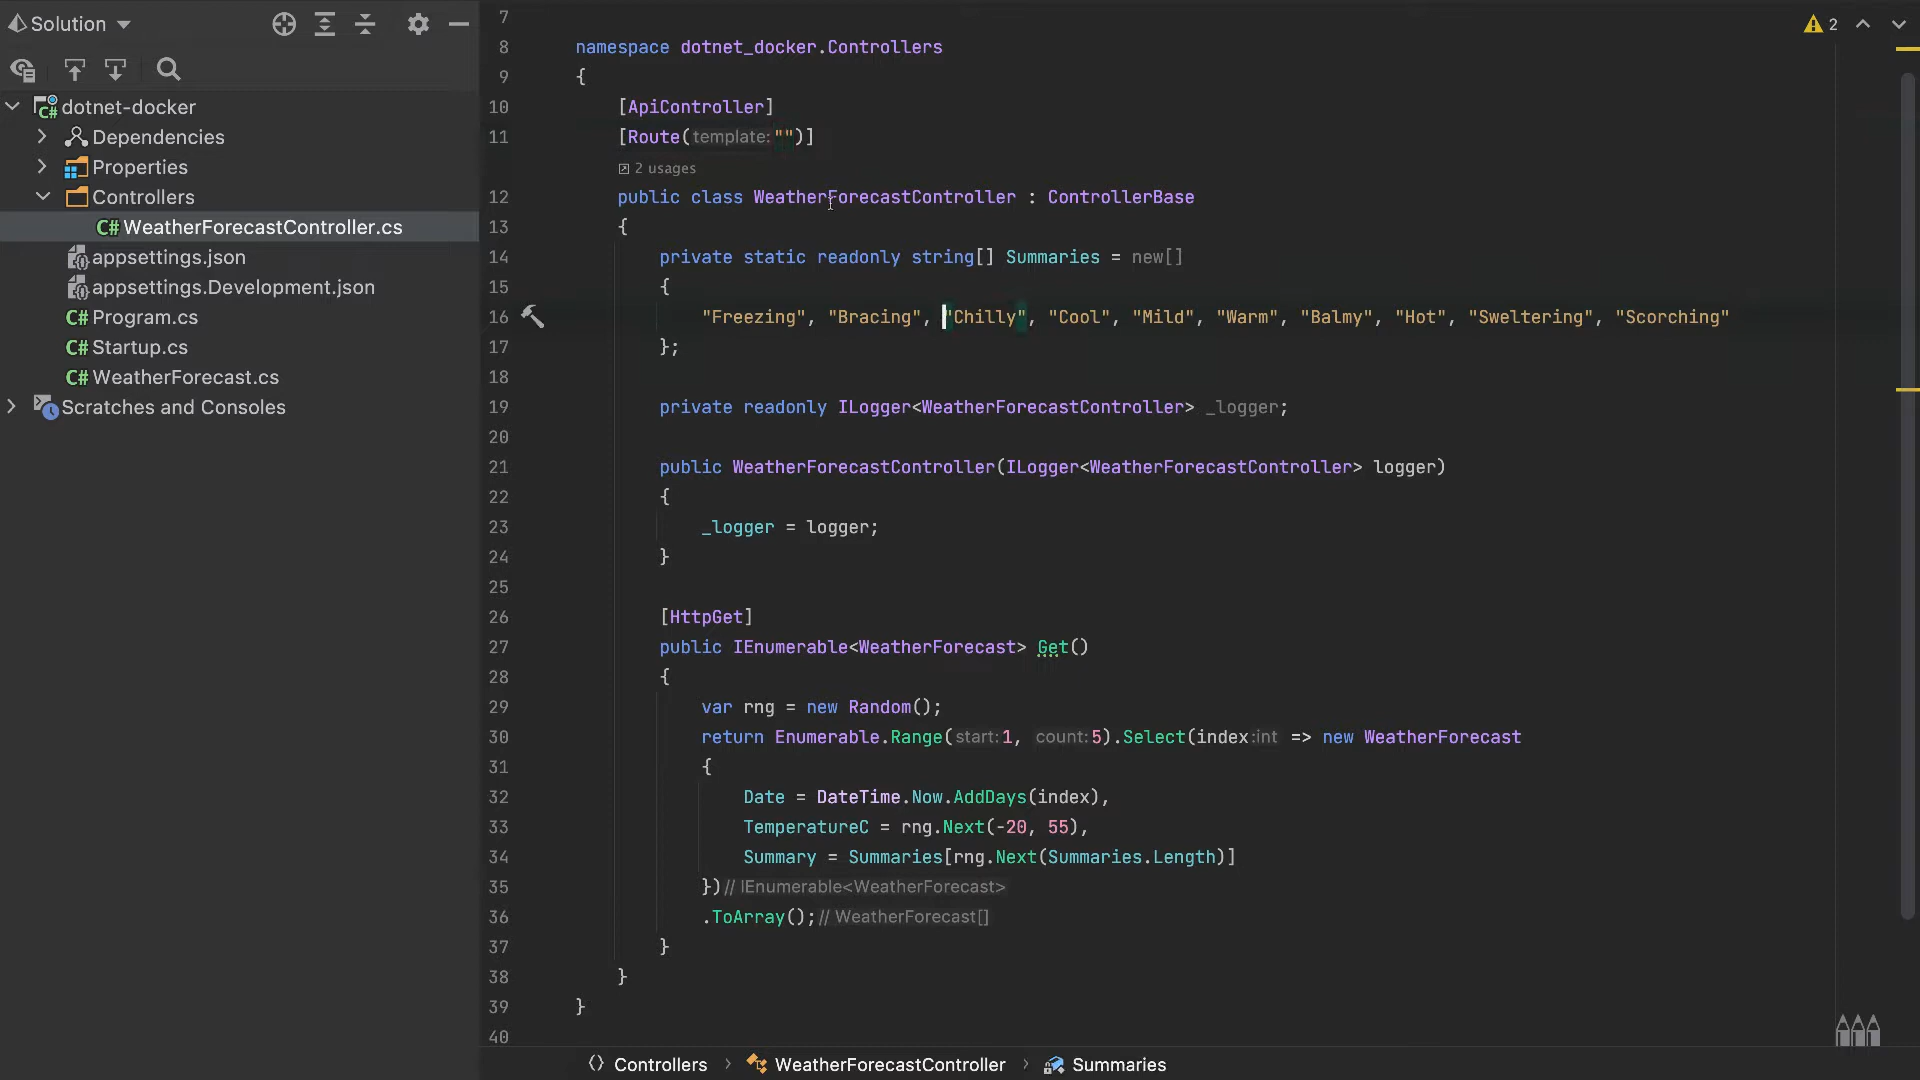 Solution
dotnet-docker
Dependencies
Properties
Controllers
C# WeatherForecastController.cs
appsettings.json
appsettings.Development.json
C# Program.cs
C# Startup.cs
C# WeatherForecast.cs
Scratches and Consoles
2
7
8 namespace dotnet_docker.Controllers
9 {
10 [ApiController]
11 [Route(template:"")]
2 usages
12 public class WeatherForecastController : ControllerBase
13 {
14 private static readonly string[] Summaries = new[]
15 {
16 "Freezing", "Bracing", "Chilly", "Cool", "Mild", "Warm", "Balmy", "Hot", "Sweltering", "Scorching"
17 };
18
19 private readonly ILogger<WeatherForecastController> _logger;
20
21 public WeatherForecastController(ILogger<WeatherForecastController> logger)
22 {
23 _logger = logger;
24 }
25
26 [HttpGet]
27 public IEnumerable<WeatherForecast> Get()
28 {
29 var rng = new Random();
30 return Enumerable.Range(start:1, count:5).Select(index:int => new WeatherForecast
31 {
32 Date = DateTime.Now.AddDays(index),
33 TemperatureC = rng.Next(-20, 55),
34 Summary = Summaries[rng.Next(Summaries.Length)]
35 })// IEnumerable<WeatherForecast>
36 .ToArray();// WeatherForecast[]
37 }
38 }
39 }
40
Controllers › WeatherForecastController › Summaries